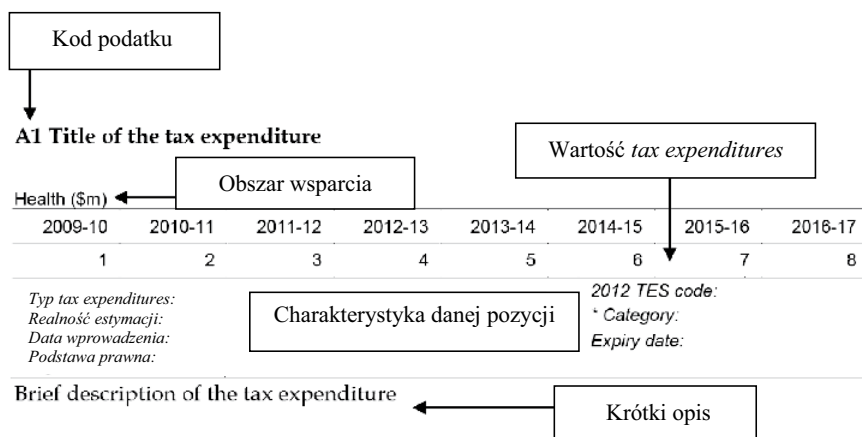 Kod podatku
A1 Title of the tax expenditure
Wartość tax expenditures
Obszar wsparcia
Health ($m)
2009-10 2010-11 2011-12 2012-13 2013-14 2014-15 2015-16 2016-17
1 2 3 4 5 6 7 8
Typ tax expenditures:
Realność estymacji:
Data wprowadzenia:
Podstawa prawna:
Charakterystyka danej pozycji
2012 TES code:
* Category:
Expiry date:
Brief description of the tax expenditure
Krótki opis